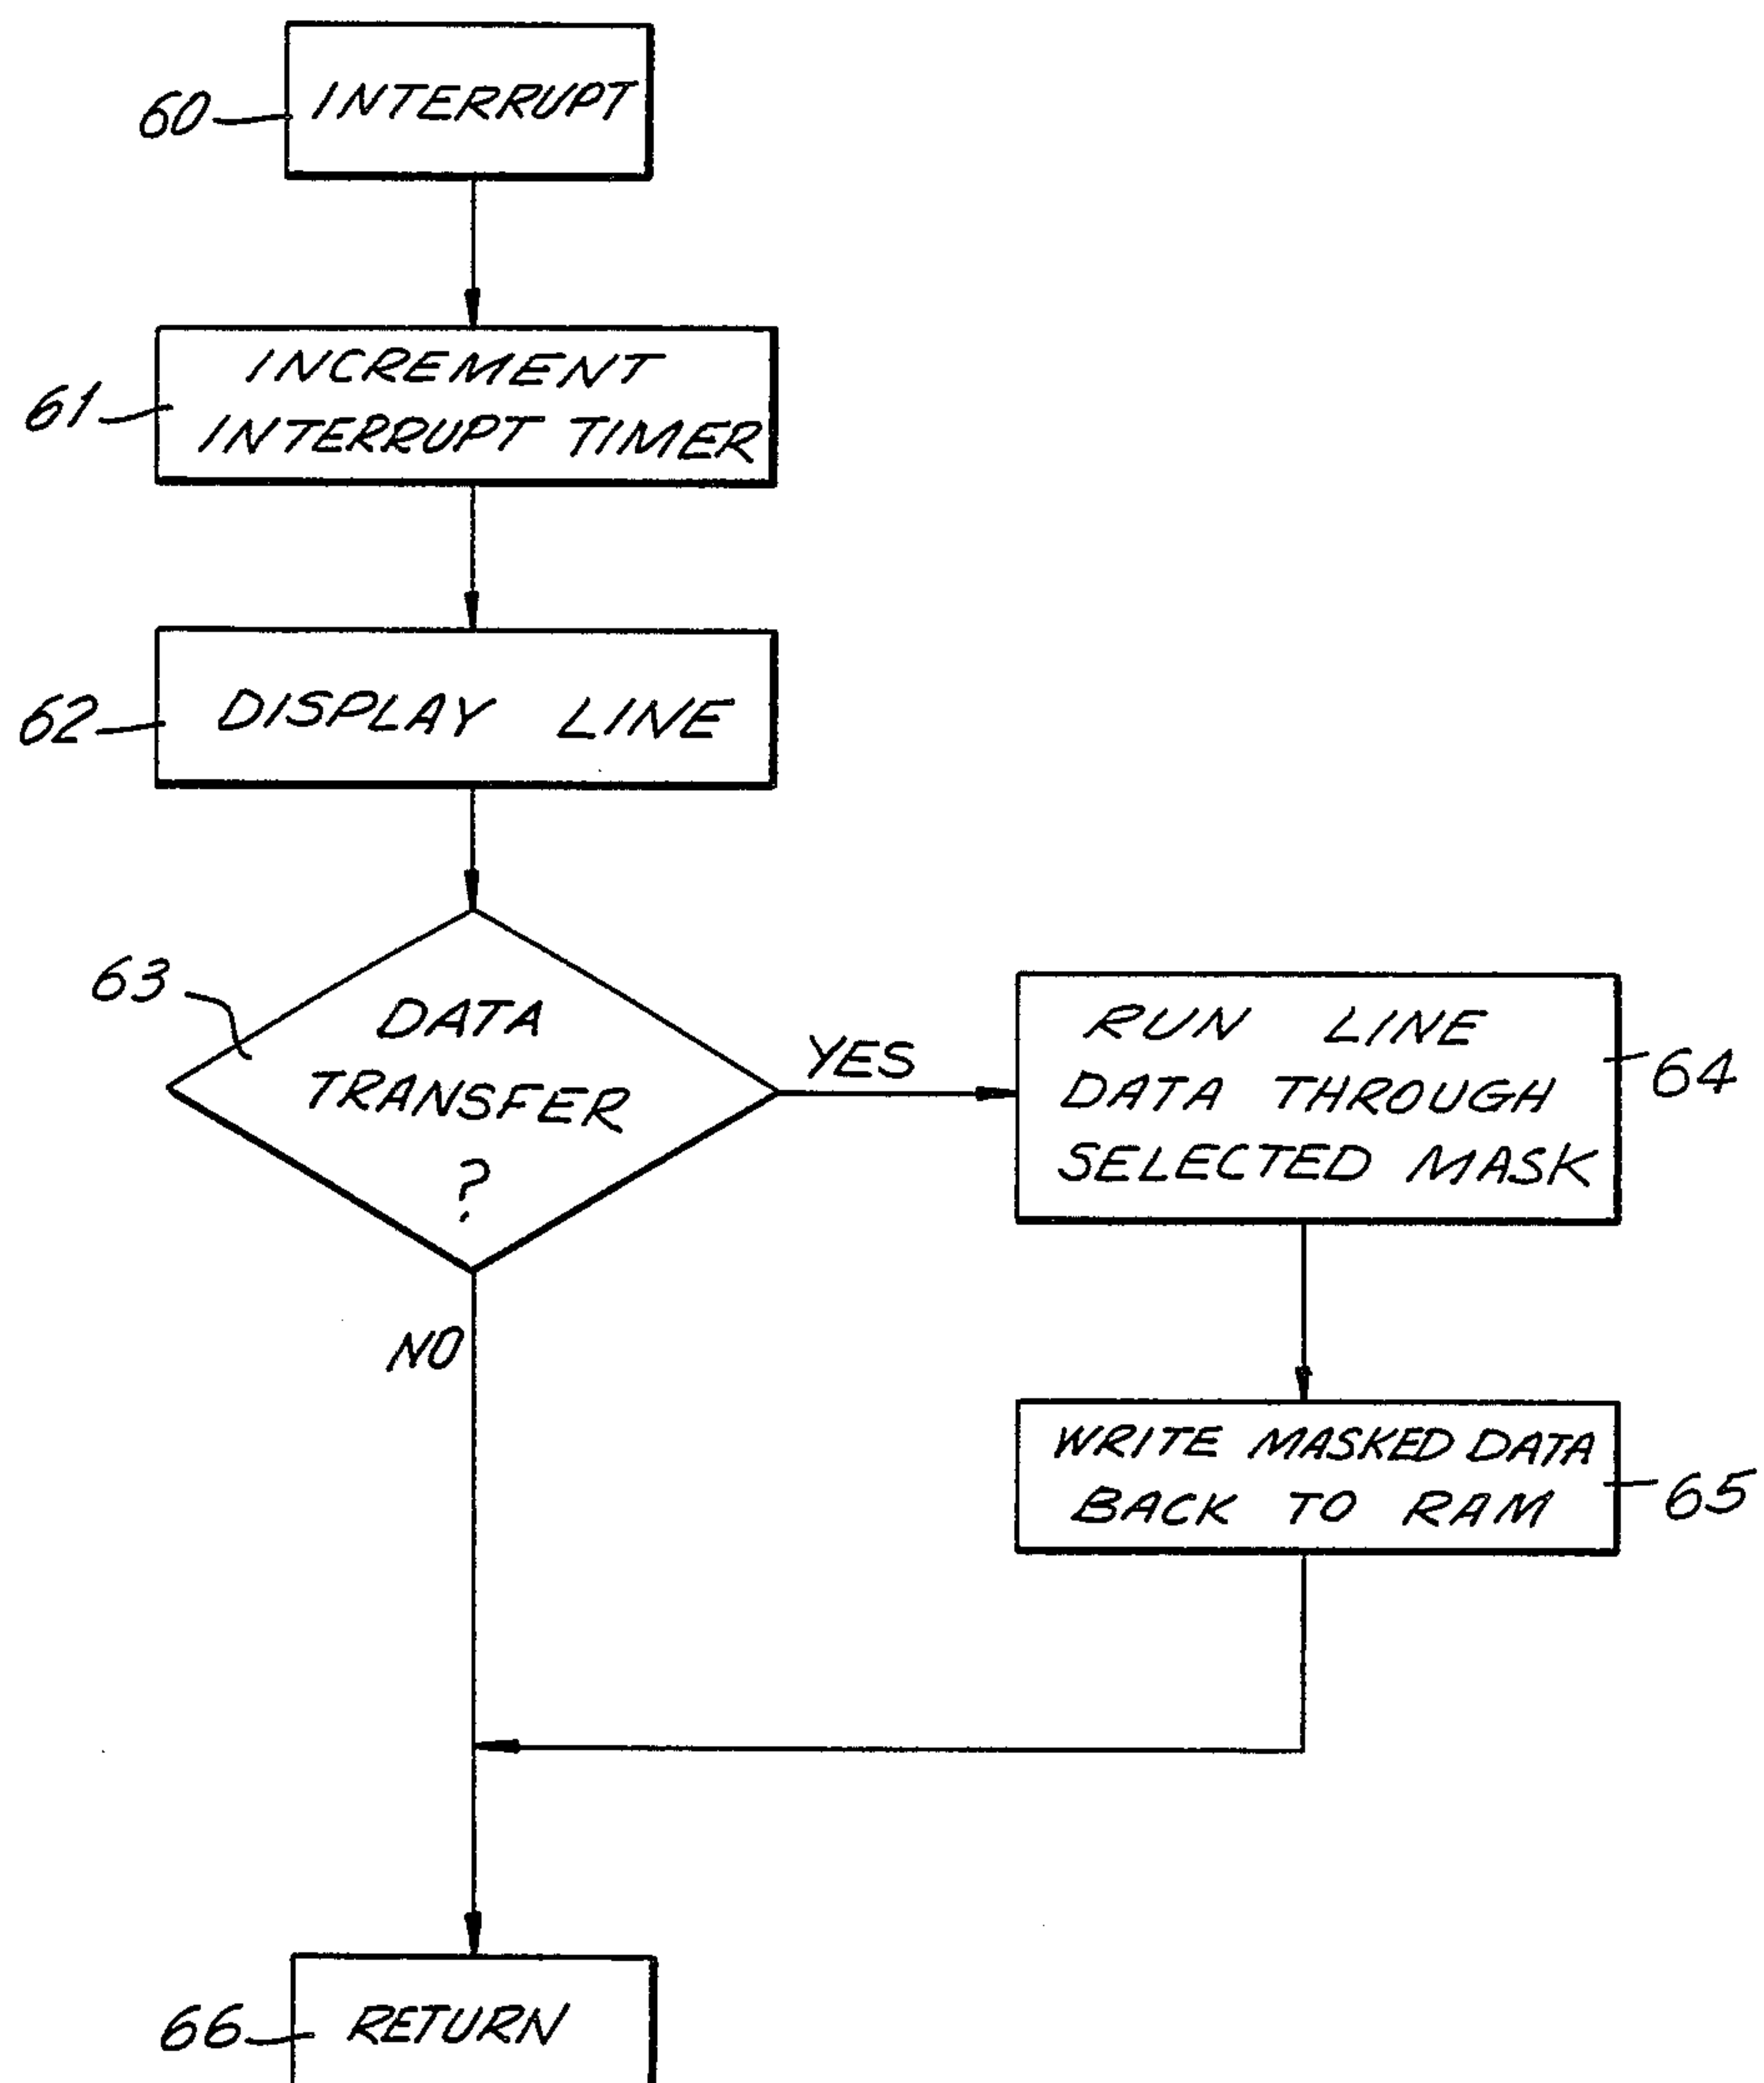 60
INTERRUPT
61
INCREMENT
INTERRUPT TIMER
62
DISPLAY LINE
63
DATA
TRANSFER
?
YES
NO
RUN LINE
DATA THROUGH
SELECTED MASK
64
WRITE MASKED DATA
BACK TO RAM
65
66
RETURN